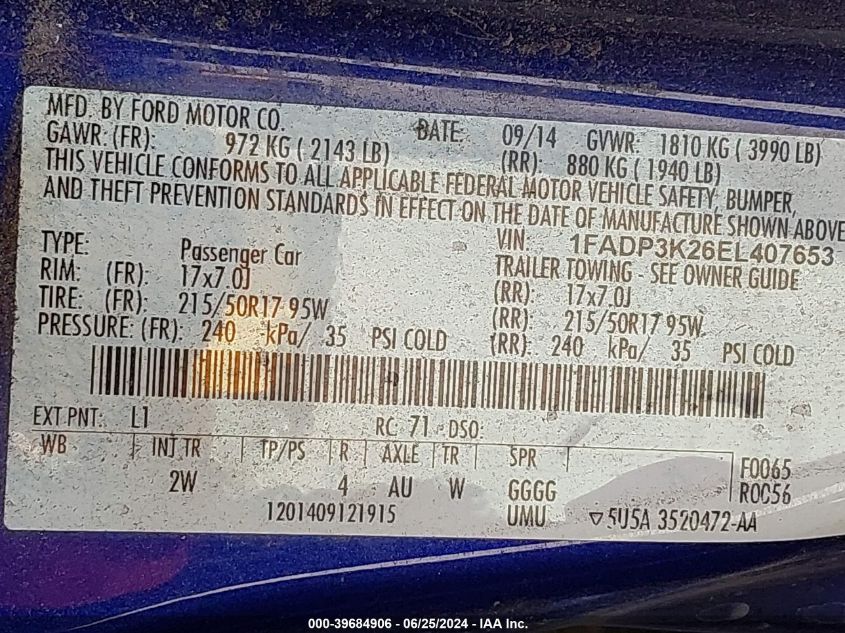 MFD. BY FORD MOTOR CO. DATE: 09/14 GVWR: 1810 KG ( 3990 LB)
GAWR: (FR): 972 KG ( 2143 LB) (RR): 880 KG ( 1940 LB)
THIS VEHICLE CONFORMS TO ALL APPLICABLE FEDERAL MOTOR VEHICLE SAFETY, BUMPER,
AND THEFT PREVENTION STANDARDS IN EFFECT ON THE DATE OF MANUFACTURE SHOWN ABOVE
VIN: 1FADP3K26EL407653
TYPE: Passenger Car TRAILER TOWING - SEE OWNER GUIDE
RIM: (FR): 17x7.0J (RR): 17x7.0J
TIRE: (FR): 215/50R17 95W (RR): 215/50R17 95W
PRESSURE: (FR): 240 kPa/ 35 PSI COLD (RR): 240 kPa/ 35 PSI COLD
EXT PNT: L1 RC: 71 DSO:
WB INJ TR TP/PS R AXLE TR SPR F0065
2W 4 AU W GGGG R0C56
1201409121915 UMU ▽ 5U5A 3520472-AA
000-39684906 - 06/25/2024 - IAA Inc.